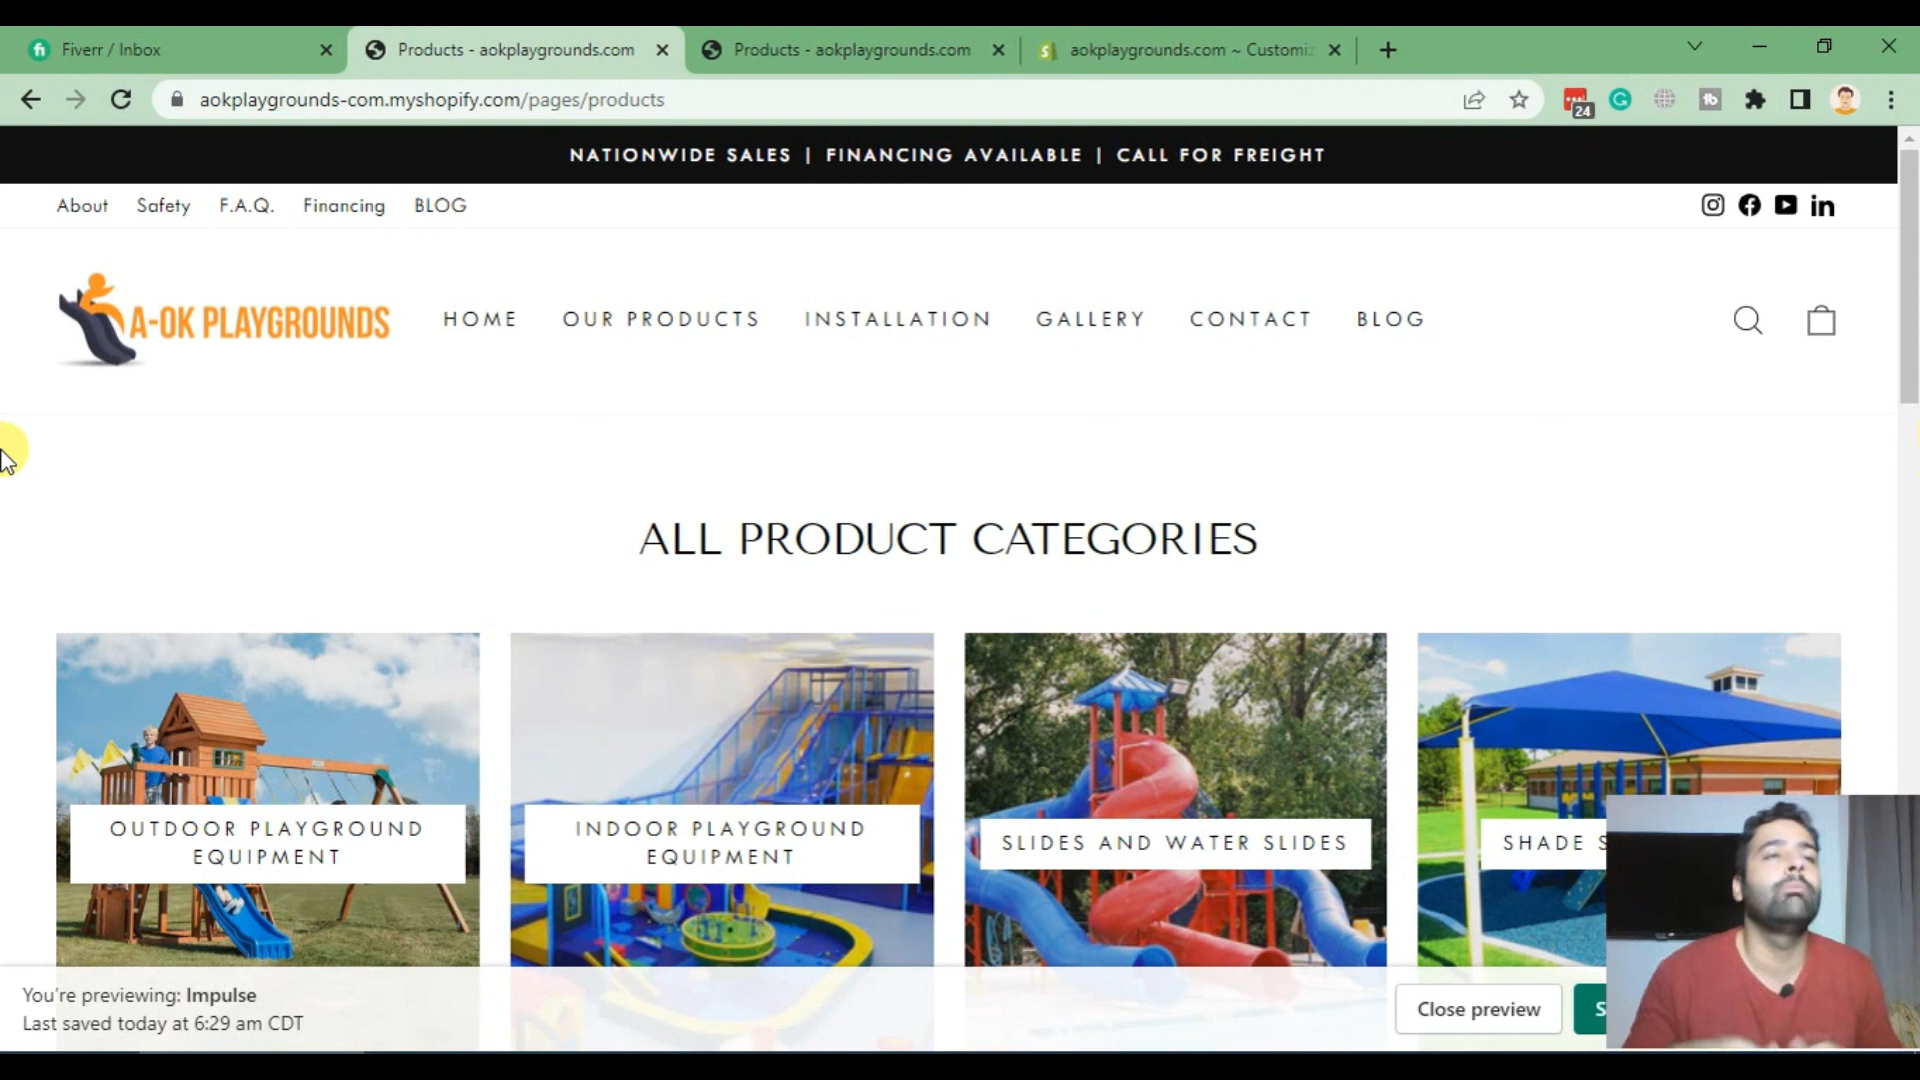 Fiverr / Inbox
Products - aokplaygrounds.com
Products - aokplaygrounds.com
aokplaygrounds.com ~ Customiz
aokplaygrounds-com.myshopify.com/pages/products
24
NATIONWIDE SALES | FINANCING AVAILABLE | CALL FOR FREIGHT
About Safety F.A.Q. Financing BLOG
A-OK PLAYGROUNDS
HOME OUR PRODUCTS INSTALLATION GALLERY CONTACT BLOG
ALL PRODUCT CATEGORIES
OUTDOOR PLAYGROUND
EQUIPMENT
INDOOR PLAYGROUND
EQUIPMENT
SLIDES AND WATER SLIDES
SHADE S
You're previewing: Impulse
Last saved today at 6:29 am CDT
Close preview
S